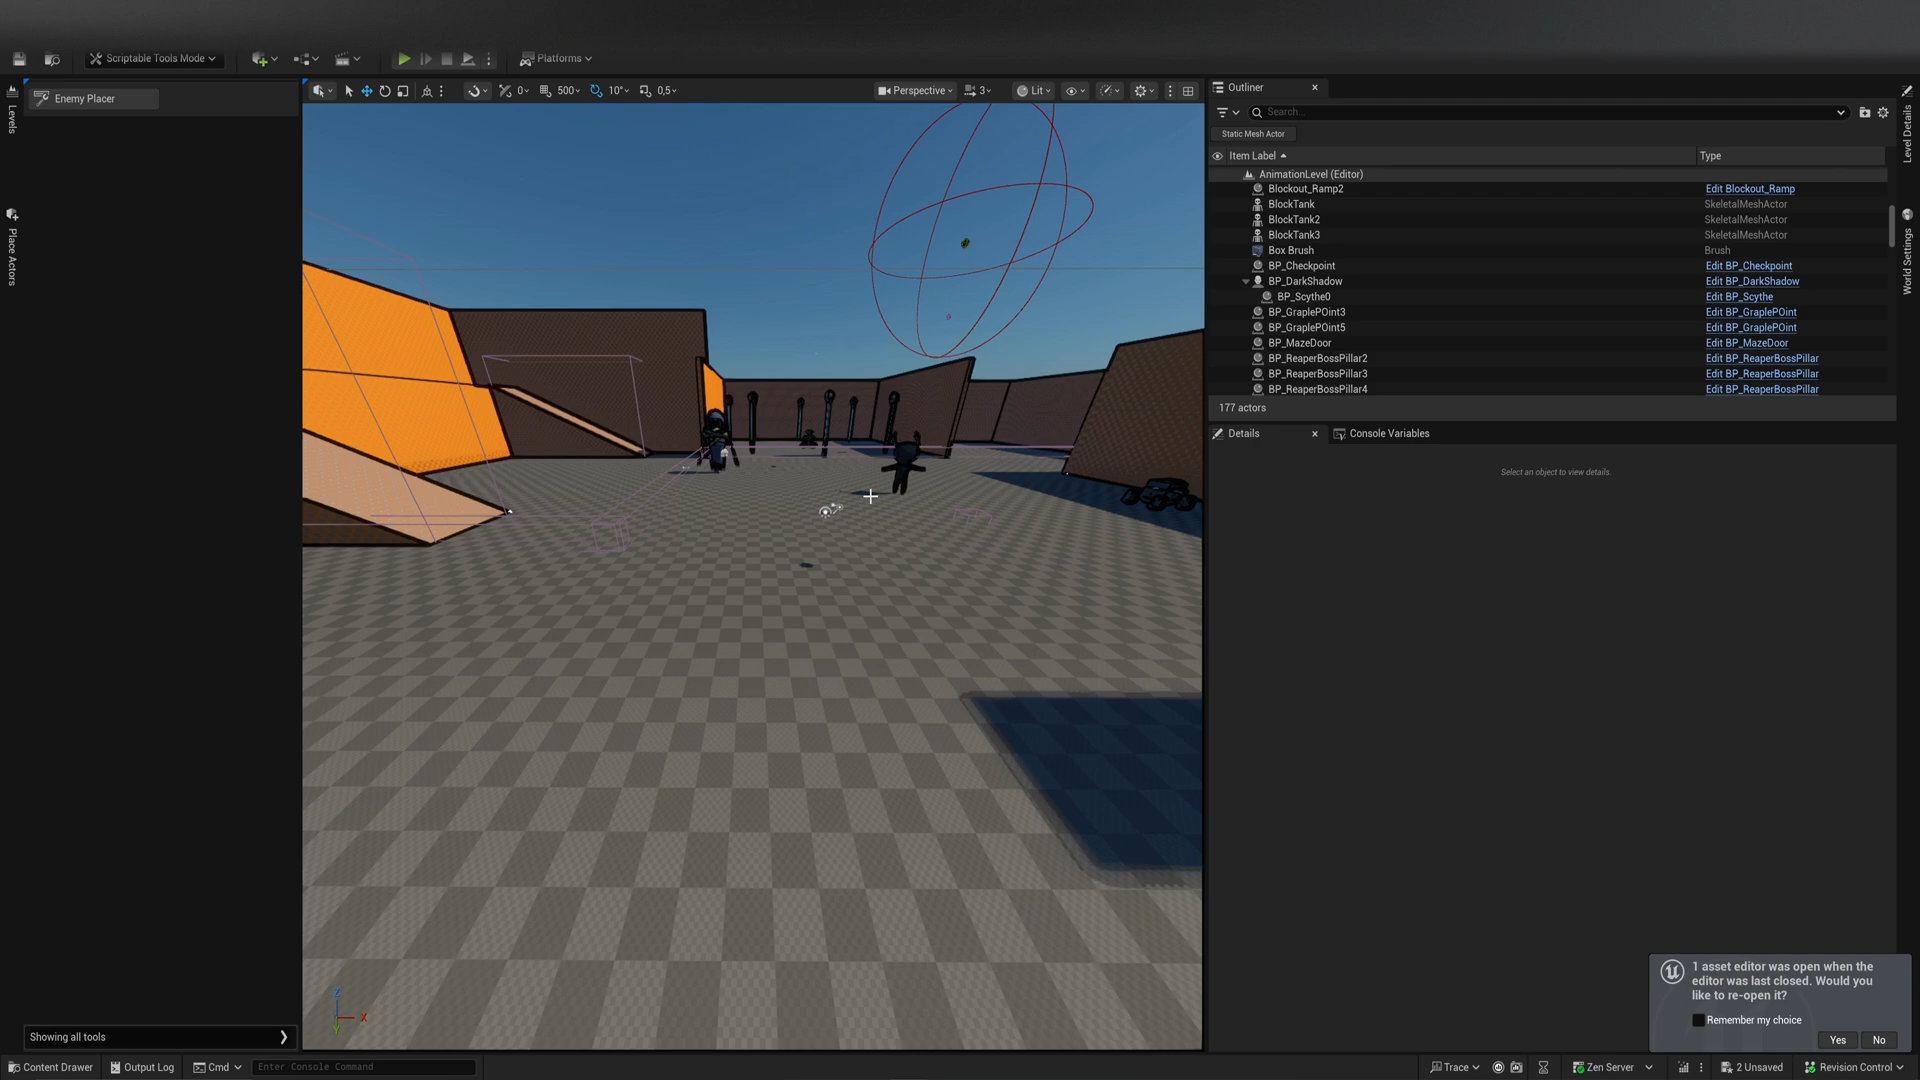 Scriptable Tools Mode
Platforms
Levels
Enemy Placer
Place Actors
0
500
10°
0,5
Perspective
3
Lit
Z
X
Y
Showing all tools
Outliner
Search...
Static Mesh Actor
Item Label Type
AnimationLevel (Editor)
Blockout_Ramp2 Edit Blockout_Ramp
BlockTank SkeletalMeshActor
BlockTank2 SkeletalMeshActor
BlockTank3 SkeletalMeshActor
Box Brush Brush
BP_Checkpoint Edit BP_Checkpoint
BP_DarkShadow Edit BP_DarkShadow
BP_Scythe0 Edit BP_Scythe
BP_GraplePOint3 Edit BP_GraplePOint
BP_GraplePOint5 Edit BP_GraplePOint
BP_MazeDoor Edit BP_MazeDoor
BP_ReaperBossPillar2 Edit BP_ReaperBossPillar
BP_ReaperBossPillar3 Edit BP_ReaperBossPillar
BP_ReaperBossPillar4 Edit BP_ReaperBossPillar
177 actors
Details Console Variables
Select an object to view details.
Level Details
World Settings
1 asset editor was open when the
editor was last closed. Would you
like to re-open it?
Remember my choice
Yes No
Content Drawer Output Log Cmd Enter Console Command
Trace Zen Server 2 Unsaved Revision Control